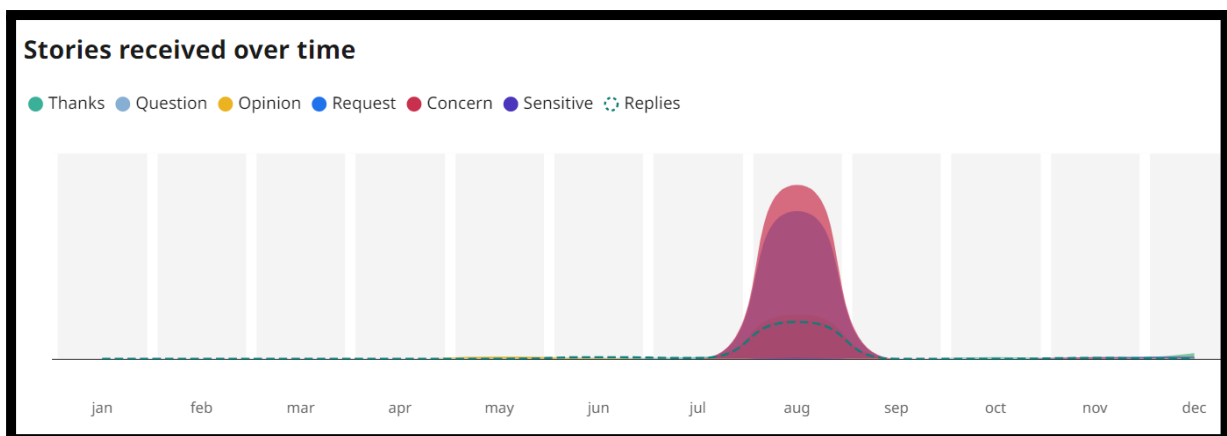 Stories received over time
Thanks Question Opinion Request Concern Sensitive Replies
jan feb mar apr may jun jul aug sep oct nov dec